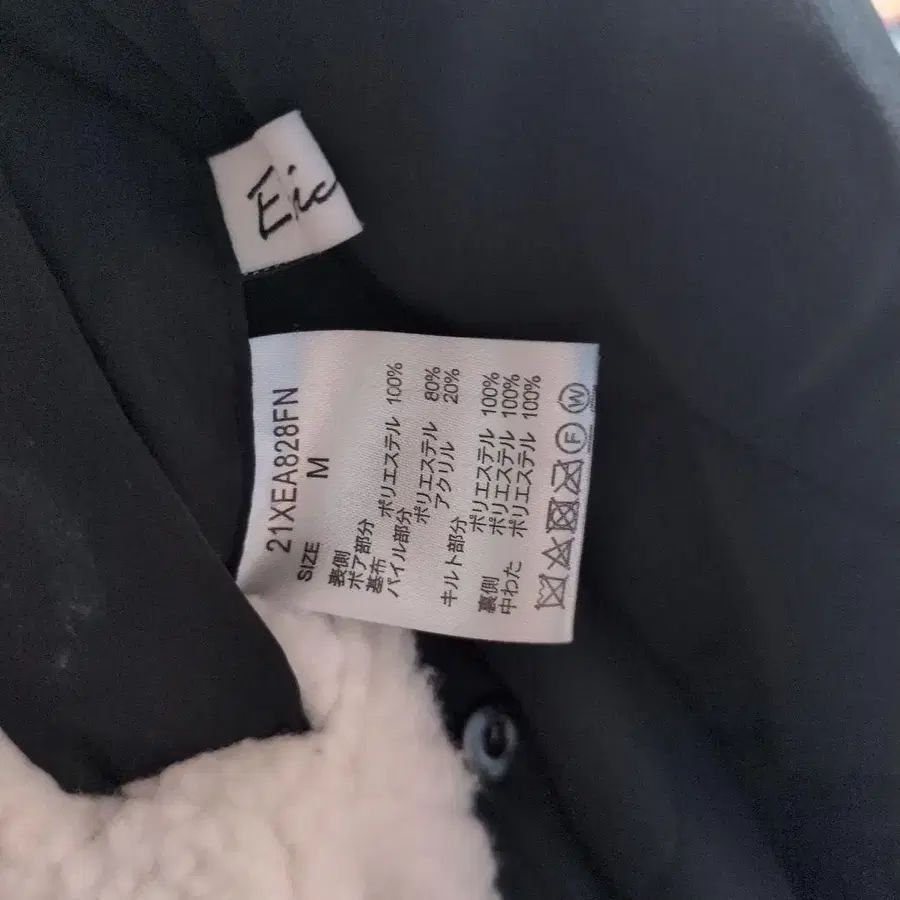 Eic
21XEA828FN
SIZE M
表側
ボア部分
基布 ポリエステル 100%
パイル部分
ポリエステル 80%
アクリル 20%
キルト部分
ポリエステル 100%
裏側 ポリエステル 100%
中わた ポリエステル 100%
F W